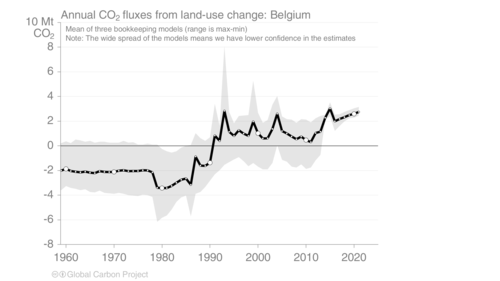 Annual CO₂ fluxes from land-use change: Belgium
Mean of three bookkeeping models (range is max-min)
Note: The wide spread of the models means we have lower confidence in the estimates
10 Mt
CO₂
8
6
4
2
0
-2
-4
-6
-8
1960 1970 1980 1990 2000 2010 2020
Global Carbon Project